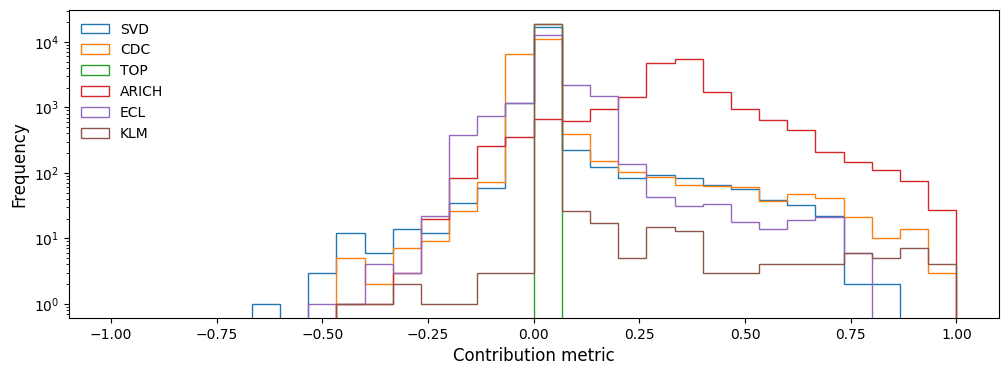 SVD
CDC
TOP
ARICH
ECL
KLM
Frequency
10⁴
10³
10²
10¹
10⁰
−1.00 −0.75 −0.50 −0.25 0.00 0.25 0.50 0.75 1.00
Contribution metric